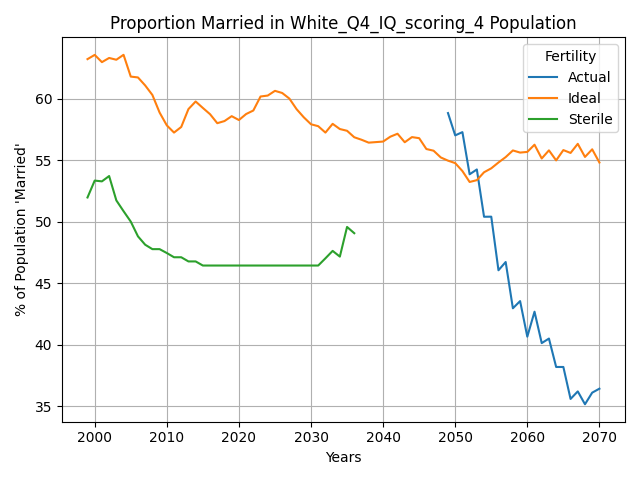 Proportion Married in White_Q4_IQ_scoring_4 Population
Fertility
Actual
Ideal
Sterile
% of Population 'Married'
60
55
50
45
40
35
2000 2010 2020 2030 2040 2050 2060 2070
Years